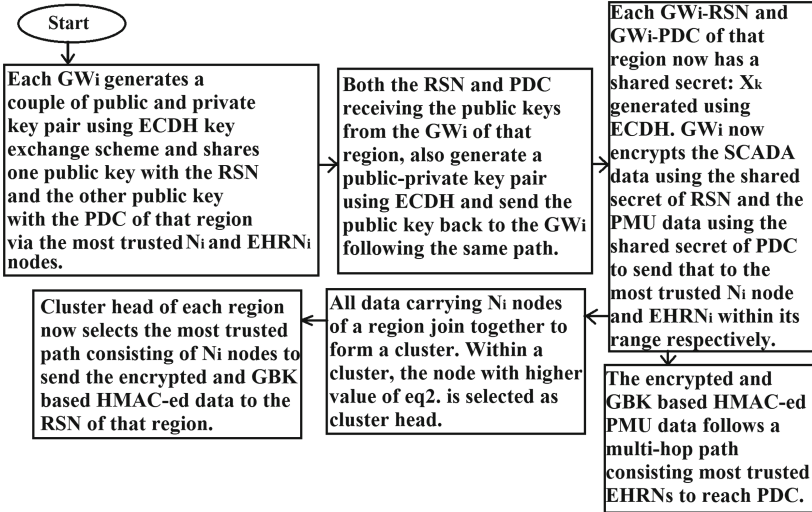 Start
Each GWi generates a
couple of public and private
key pair using ECDH key
exchange scheme and shares
one public key with the RSN
and the other public key
with the PDC of that region
via the most trusted Ni and EHRNi
nodes.
Both the RSN and PDC
receiving the public keys
from the GWi of that
region, also generate a
public-private key pair
using ECDH and send the
public key back to the GWi
following the same path.
Each GWi-RSN and
GWi-PDC of that
region now has a
shared secret: Xk
generated using
ECDH. GWi now
encrypts the SCADA
data using the shared
secret of RSN and the
PMU data using the
shared secret of PDC
to send that to the
most trusted Ni node
and EHRNi within its
range respectively.
All data carrying Ni nodes
of a region join together to
form a cluster. Within a
cluster, the node with higher
value of eq2. is selected as
cluster head.
Cluster head of each region
now selects the most trusted
path consisting of Ni nodes to
send the encrypted and GBK
based HMAC-ed data to the
RSN of that region.
The encrypted and
GBK based HMAC-ed
PMU data follows a
multi-hop path
consisting most trusted
EHRNs to reach PDC.